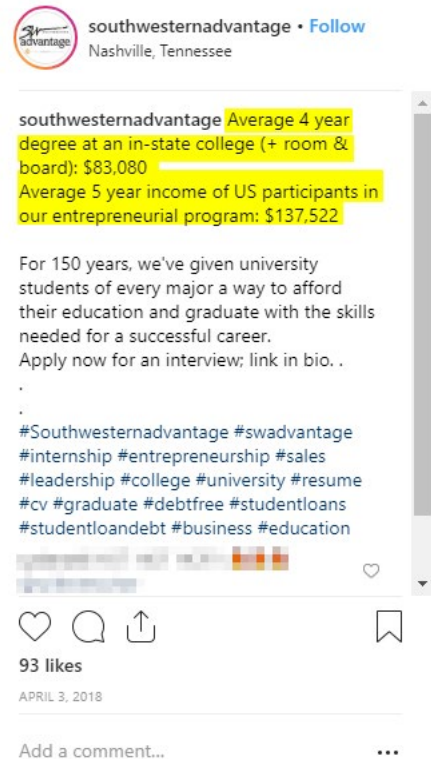 southwesternadvantage • Follow
advantage
Nashville, Tennessee
southwesternadvantage Average 4 year
degree at an in-state college (+ room &
board): $83,080
Average 5 year income of US participants in
our entrepreneurial program: $137,522
For 150 years, we've given university
students of every major a way to afford
their education and graduate with the skills
needed for a successful career.
Apply now for an interview; link in bio. .
.
.
#Southwesternadvantage #swadvantage
#internship #entrepreneurship #sales
#leadership #college #university #resume
#cv #graduate #debtfree #studentloans
#studentloandebt #business #education
93 likes
APRIL 3, 2018
Add a comment...